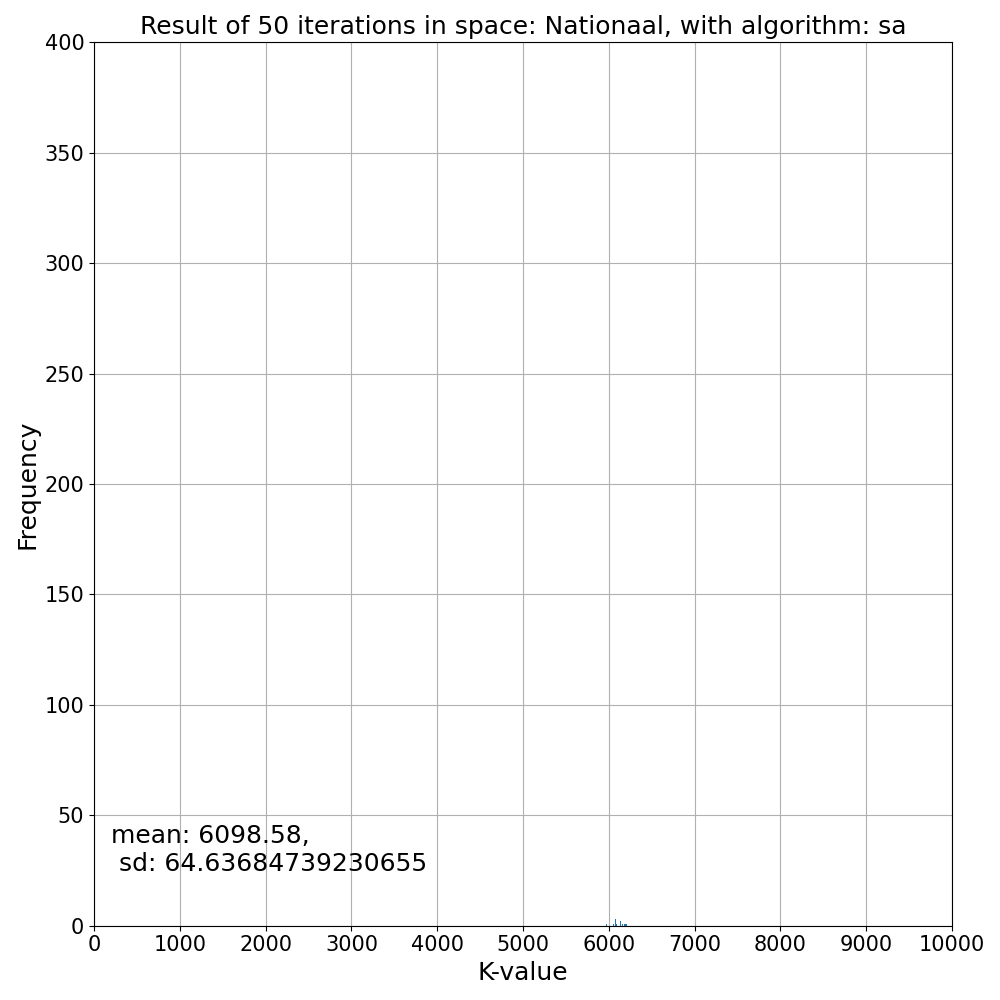 Result of 50 iterations in space: Nationaal, with algorithm: sa
400
350
300
250
200
150
100
50
0
Frequency
mean: 6098.58,
sd: 64.63684739230655
0 1000 2000 3000 4000 5000 6000 7000 8000 9000 10000
K-value